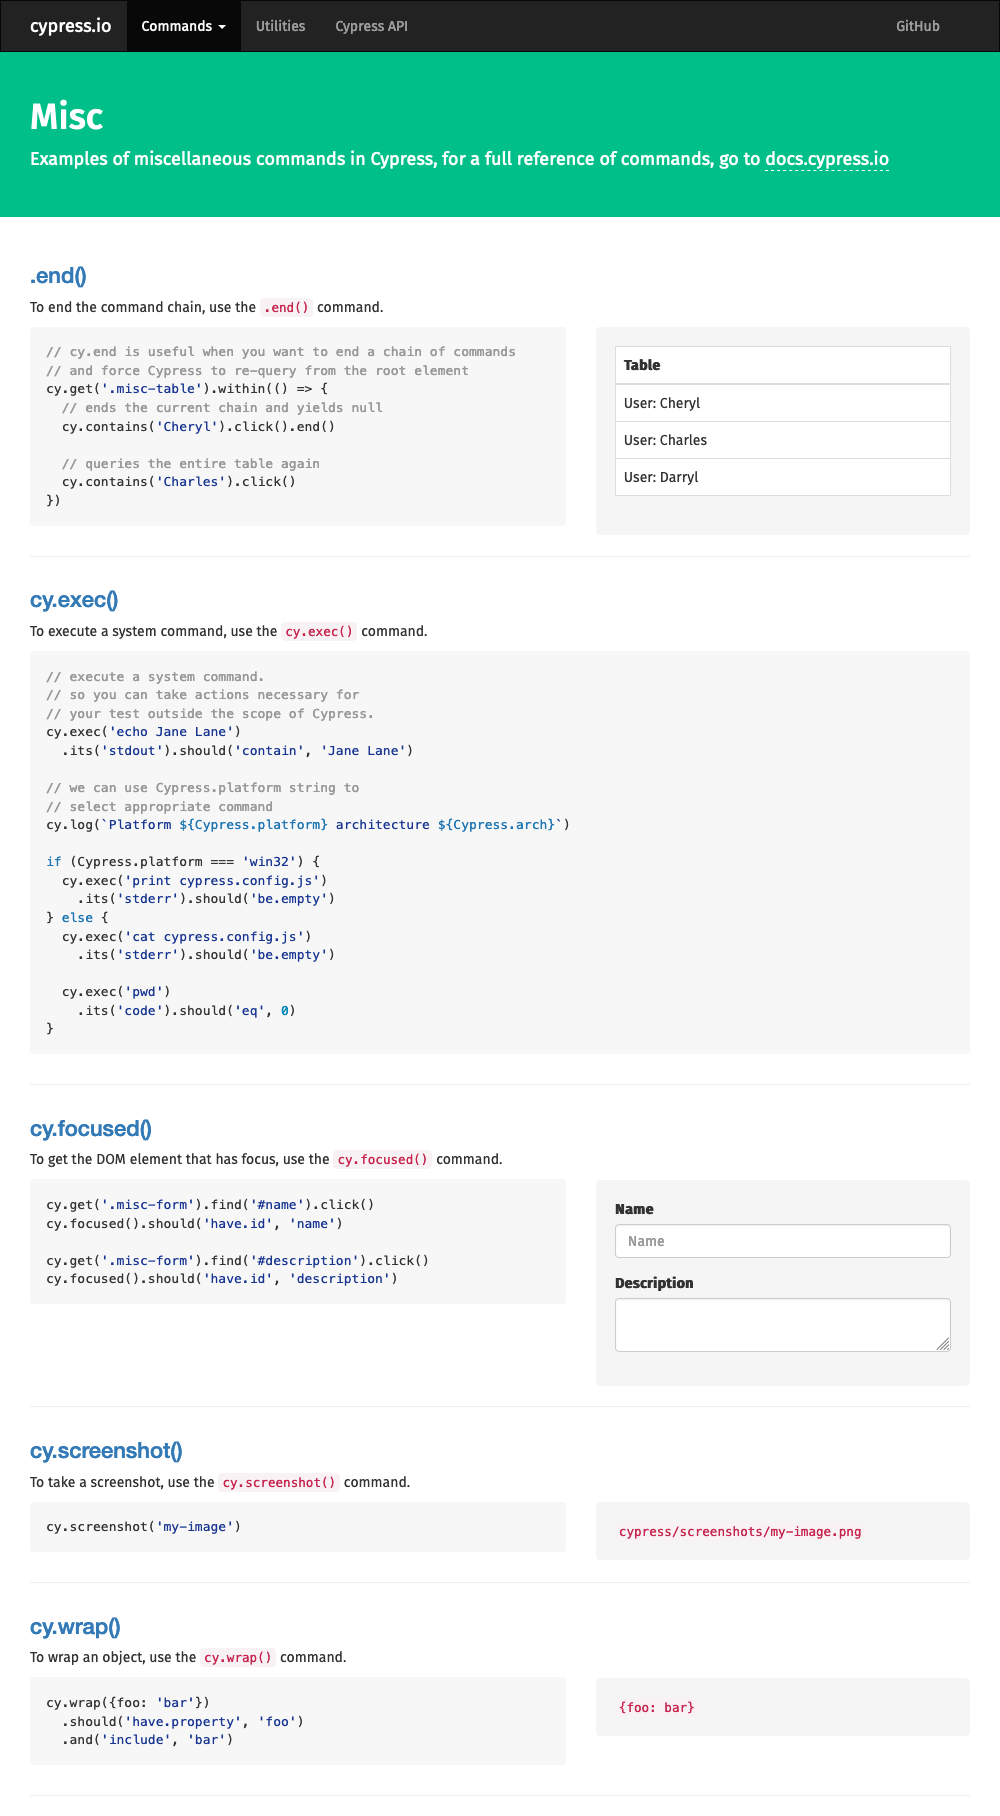 cypress.io
Commands
Utilities
Cypress API
GitHub
Misc
Examples of miscellaneous commands in Cypress, for a full reference of commands, go to docs.cypress.io
.end()
To end the command chain, use the .end() command.
// cy.end is useful when you want to end a chain of commands
// and force Cypress to re-query from the root element
cy.get('.misc-table').within(() => {
  // ends the current chain and yields null
  cy.contains('Cheryl').click().end()

  // queries the entire table again
  cy.contains('Charles').click()
})
Table
User: Cheryl
User: Charles
User: Darryl
cy.exec()
To execute a system command, use the cy.exec() command.
// execute a system command.
// so you can take actions necessary for
// your test outside the scope of Cypress.
cy.exec('echo Jane Lane')
  .its('stdout').should('contain', 'Jane Lane')

// we can use Cypress.platform string to
// select appropriate command
cy.log(`Platform ${Cypress.platform} architecture ${Cypress.arch}`)

if (Cypress.platform === 'win32') {
  cy.exec('print cypress.config.js')
    .its('stderr').should('be.empty')
} else {
  cy.exec('cat cypress.config.js')
    .its('stderr').should('be.empty')

  cy.exec('pwd')
    .its('code').should('eq', 0)
}
cy.focused()
To get the DOM element that has focus, use the cy.focused() command.
cy.get('.misc-form').find('#name').click()
cy.focused().should('have.id', 'name')

cy.get('.misc-form').find('#description').click()
cy.focused().should('have.id', 'description')
Name
Name
Description
cy.screenshot()
To take a screenshot, use the cy.screenshot() command.
cy.screenshot('my-image')
cypress/screenshots/my-image.png
cy.wrap()
To wrap an object, use the cy.wrap() command.
cy.wrap({foo: 'bar'})
  .should('have.property', 'foo')
  .and('include', 'bar')
{foo: bar}